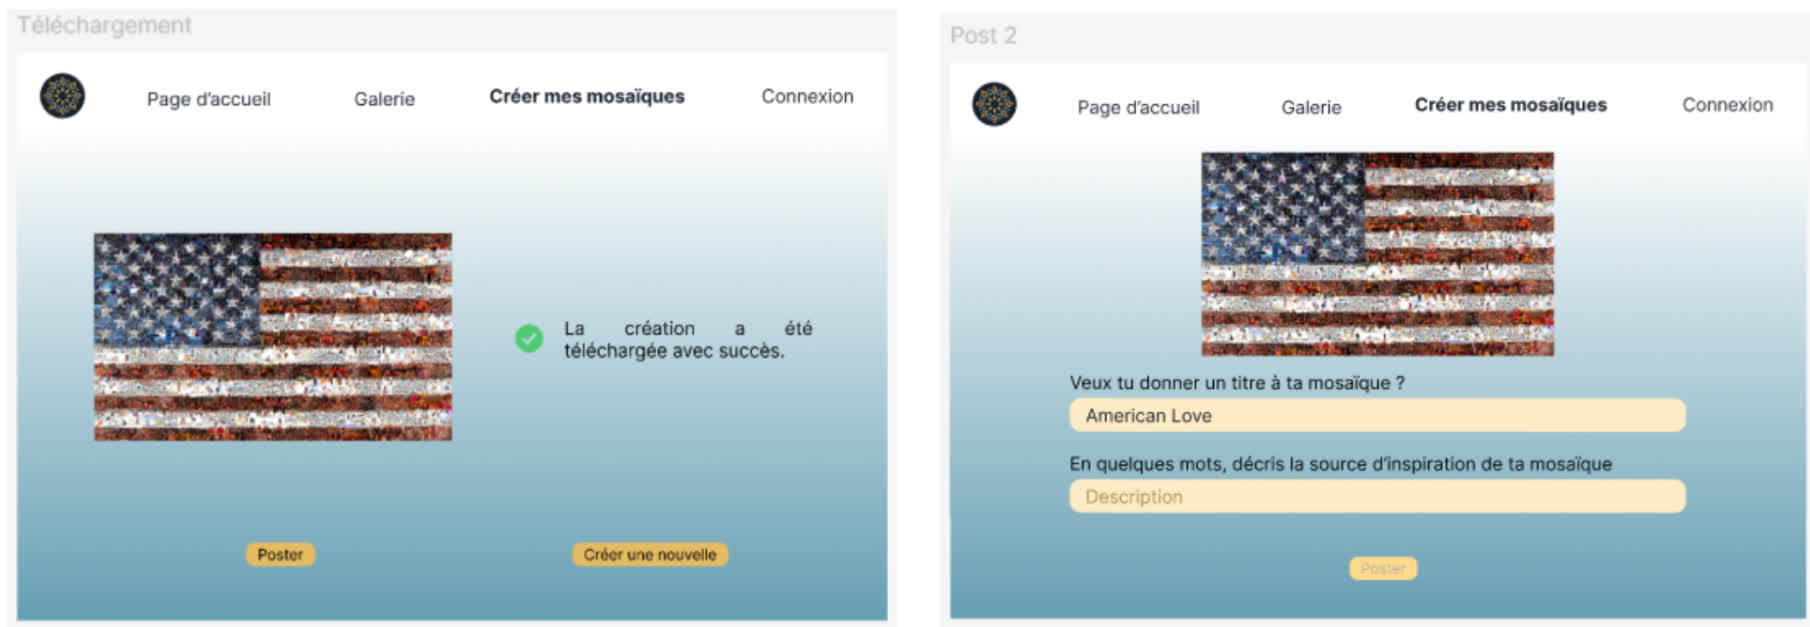 Téléchargement
Page d'accueil
Galerie
Créer mes mosaïques
Connexion
La création a été
téléchargée avec succès.
Poster
Créer une nouvelle
Post 2
Page d'accueil
Galerie
Créer mes mosaïques
Connexion
Veux tu donner un titre à ta mosaïque ?
American Love
En quelques mots, décris la source d'inspiration de ta mosaïque
Description
Poster